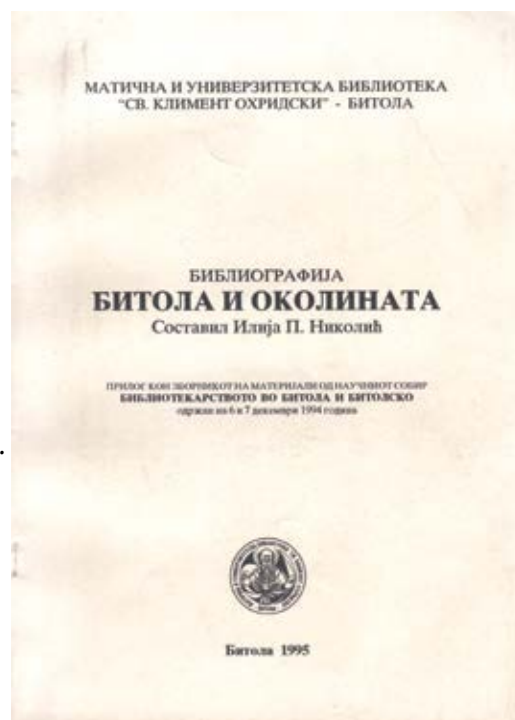 МАТИЧНА И УНИВЕРЗИТЕТСКА БИБЛИОТЕКА
"СВ. КЛИМЕНТ ОХРИДСКИ" - БИТОЛА
БИБЛИОГРАФИЈА
БИТОЛА И ОКОЛИНАТА
Составил Илија П. Николиќ
ПРИЛОГ КОН ЗБОРНИКОТ НА МАТЕРИЈАЛИ ОД НАУЧНИОТ СОБИР
БИБЛИОТЕКАРСТВОТО ВО БИТОЛА И БИТОЛСКО
одржан на 6 и 7 декември 1994 година
Битола 1995